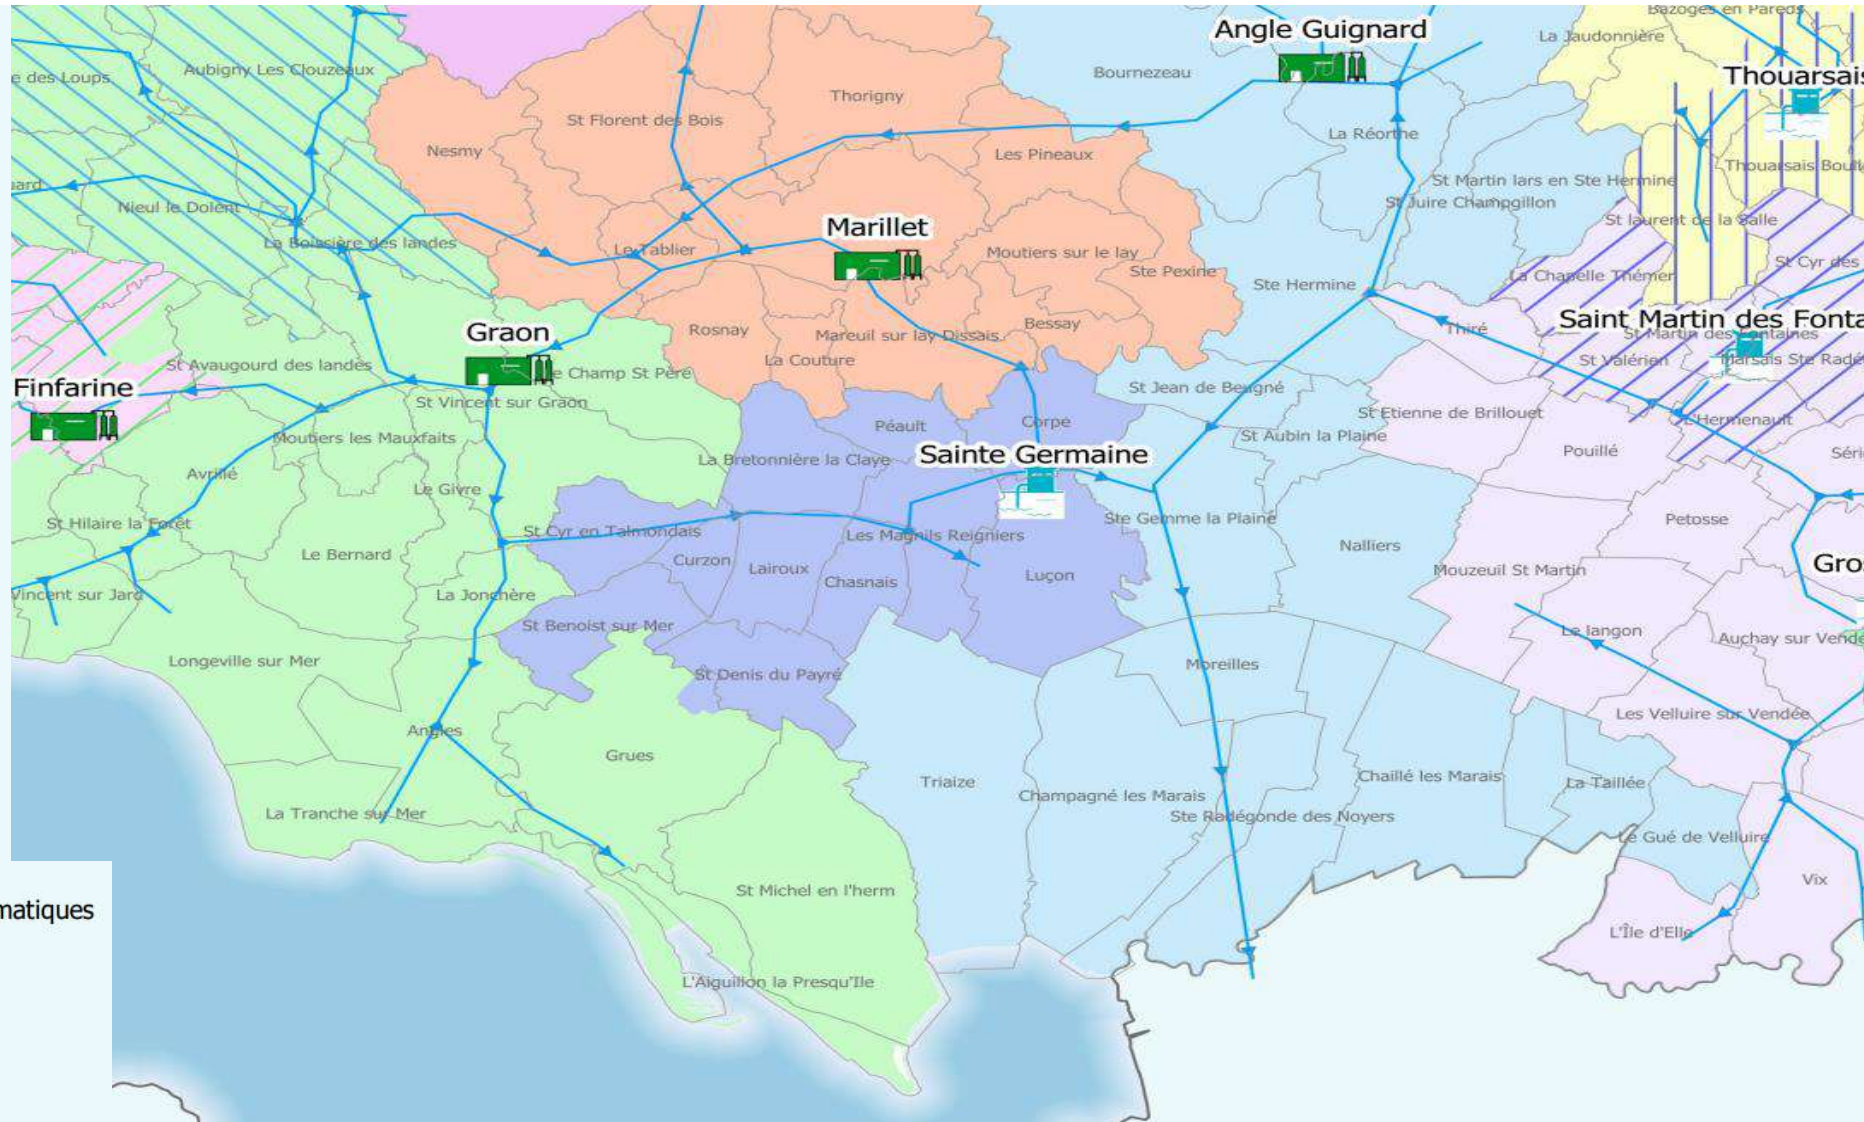 Bazoges en Pareds
Angle Guignard
La Jaudonnière
e des Loups
Aubigny Les Clouzeaux
Bournezeau
Thouarsais
Thorigny
St Florent des Bois
La Réorthe
Nesmy
Les Pineaux
Thouarsais Bouil
uard
St Martin lars en Ste Hermine
Nieul le Dolent
St Juire Champgillon
St laurent de la Salle
Marillet
La Boissière des landes
Le Tablier
Moutiers sur le lay
St Cyr des
Ste Pexine
La Chapelle Thémer
Ste Hermine
Graon
Rosnay
Mareuil sur lay Dissais
Bessay
Thiré
Saint Martin des Fonta
St Martin des Fontaines
St Avaugourd des landes
La Couture
St Valérien
Marsais Ste Radé
e Champ St Père
Finfarine
St Jean de Beugné
St Vincent sur Graon
St Etienne de Brillouet
L'Hermenault
Péault
Corpe
Moutiers les Mauxfaits
St Aubin la Plaine
Pouillé
Séri
La Bretonnière la Claye
Sainte Germaine
Avrillé
Le Givre
St Hilaire la Forêt
St Cyr en Talmondais
Ste Gemme la Plaine
Petosse
Le Bernard
Les Magnils Reigniers
Nalliers
Curzon
Lairoux
Chasnais
Luçon
Mouzeuil St Martin
Gros
Vincent sur Jard
La Jonchère
St Benoist sur Mer
Le langon
Auchay sur Vende
Longeville sur Mer
St Denis du Payré
Moreilles
Les Velluire sur Vendée
Angles
Grues
Triaize
Champagné les Marais
Chaillé les Marais
La Taillée
La Tranche sur Mer
Ste Radégonde des Noyers
Le Gué de Velluire
St Michel en l'herm
Vix
matiques
L'Île d'Elle
L'Aiguillon la Presqu'Ile